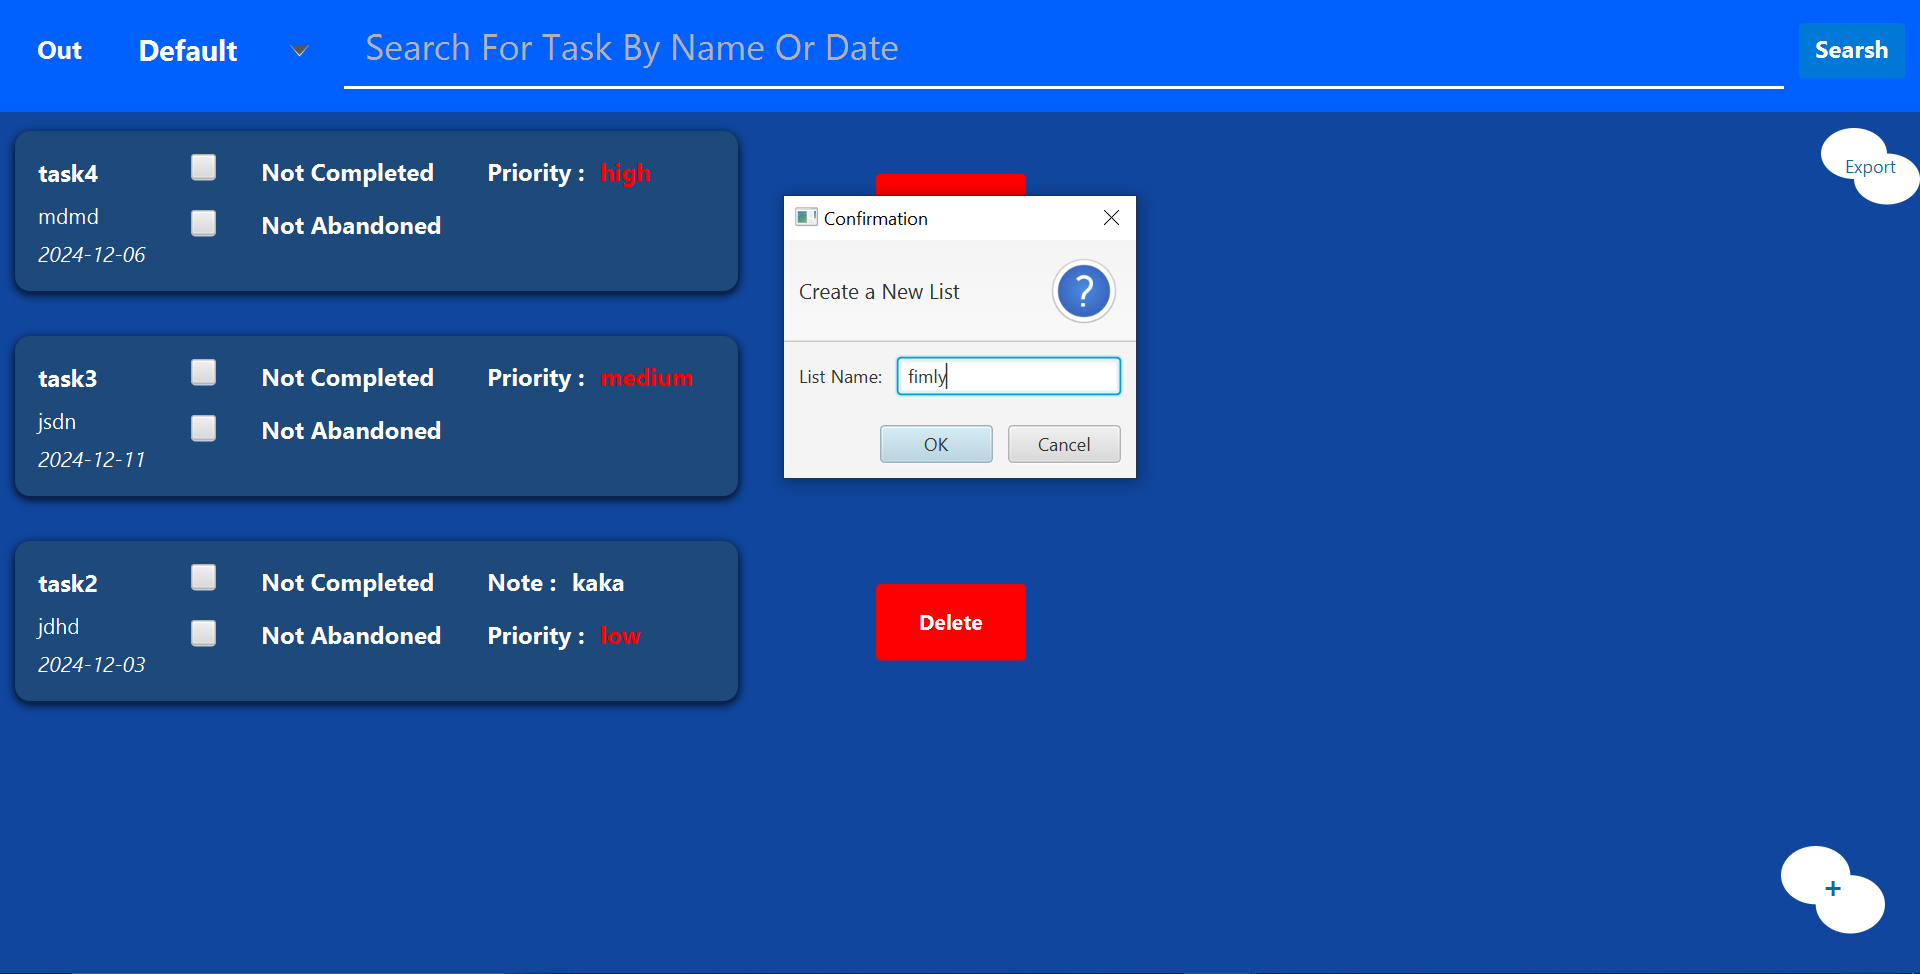 Out
Default
Search For Task By Name Or Date
Searsh
Export
task4
Not Completed
Priority : high
mdmd
Not Abandoned
2024-12-06
task3
Not Completed
Priority : medium
jsdn
Not Abandoned
2024-12-11
task2
Not Completed
Note : kaka
jdhd
Not Abandoned
Priority : low
2024-12-03
Delete
Confirmation
Create a New List
?
List Name: fimly
OK
Cancel
+